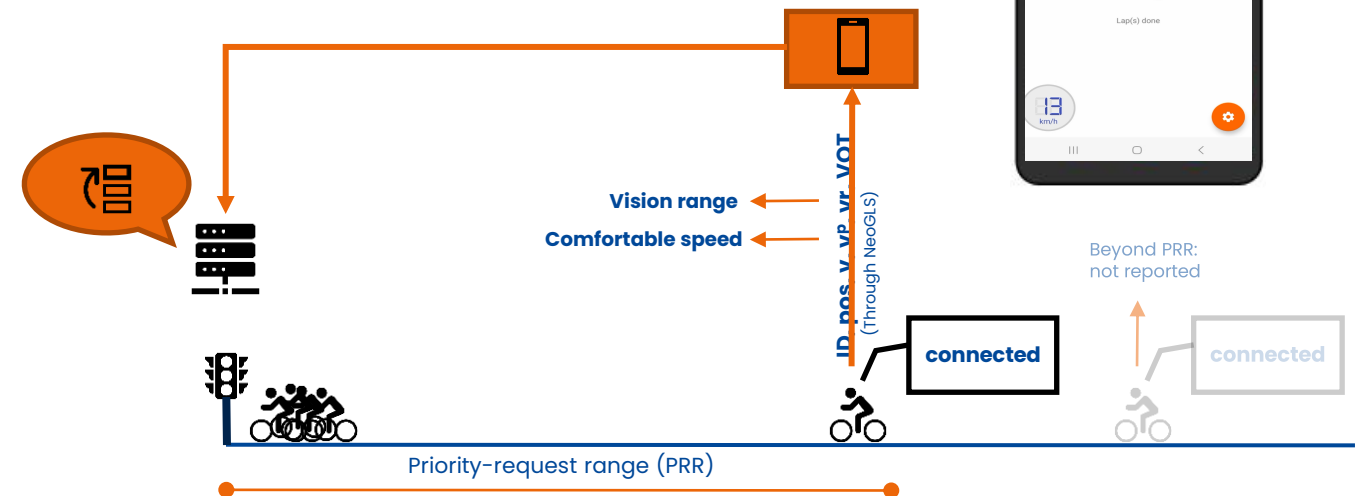 Lap(s) done
13
km/h
Vision range
Comfortable speed
ID, pos, v, vᵖ, vr, VOT
(Through NeoGLS)
Beyond PRR:
not reported
connected
connected
Priority-request range (PRR)